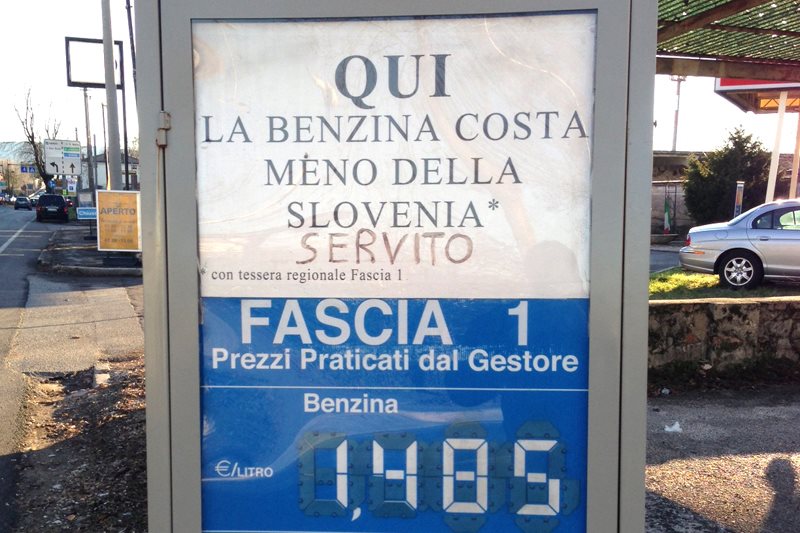 QUI
LA BENZINA COSTA
MENO DELLA
SLOVENIA*
SERVITO
* con tessera regionale Fascia 1
FASCIA 1
Prezzi Praticati dal Gestore
Benzina
€/LITRO
1,485
APERTO